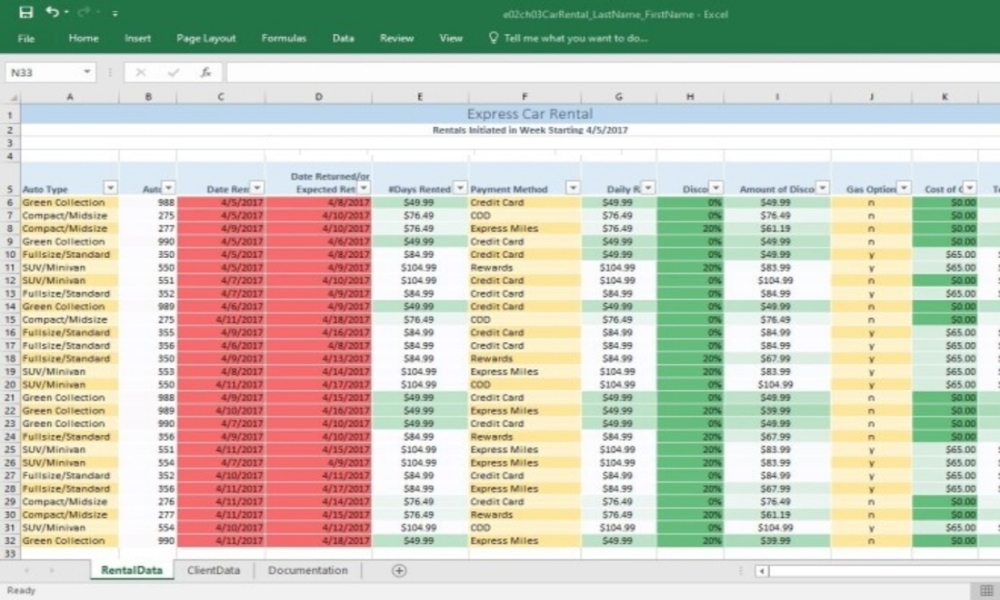 e02ch03CarRental_LastName_FirstName - Excel
File Home Insert Page Layout Formulas Data Review View Tell me what you want to do...
N33 fx
A B C D E F G H I J K
1 Express Car Rental
2 Rentals Initiated in Week Starting 4/5/2017
3
4
Date Returned/or
5 Auto Type Auto Date Ren Expected Ret #Days Rented Payment Method Daily R Disco Amount of Disco Gas Option Cost of
6 Green Collection 988 4/5/2017 4/8/2017 $49.99 Credit Card $49.99 0% $49.99 n $0.00
7 Compact/Midsize 275 4/5/2017 4/10/2017 $76.49 COD $76.49 0% $76.49 n $0.00
8 Compact/Midsize 277 4/9/2017 4/10/2017 $76.49 Express Miles $76.49 20% $61.19 n $0.00
9 Green Collection 990 4/5/2017 4/6/2017 $49.99 Credit Card $49.99 0% $49.99 n $0.00
10 Fullsize/Standard 350 4/5/2017 4/8/2017 $84.99 Credit Card $49.99 0% $49.99 y $65.00
11 SUV/Minivan 550 4/5/2017 4/9/2017 $104.99 Rewards $104.99 20% $83.99 y $65.00
12 SUV/Minivan 551 4/7/2017 4/10/2017 $104.99 Credit Card $104.99 0% $104.99 n $0.00
13 Fullsize/Standard 352 4/7/2017 4/9/2017 $84.99 Credit Card $84.99 0% $84.99 y $65.00
14 Green Collection 989 4/6/2017 4/9/2017 $49.99 Credit Card $49.99 0% $49.99 n $0.00
15 Compact/Midsize 275 4/11/2017 4/18/2017 $76.49 COD $76.49 0% $76.49 n $0.00
16 Fullsize/Standard 355 4/9/2017 4/16/2017 $84.99 Credit Card $84.99 0% $84.99 y $65.00
17 Fullsize/Standard 356 4/6/2017 4/8/2017 $84.99 Credit Card $84.99 0% $84.99 y $65.00
18 Fullsize/Standard 350 4/9/2017 4/13/2017 $84.99 Rewards $84.99 20% $67.99 y $65.00
19 SUV/Minivan 553 4/8/2017 4/14/2017 $104.99 Express Miles $104.99 20% $83.99 y $65.00
20 SUV/Minivan 550 4/11/2017 4/17/2017 $104.99 COD $104.99 0% $104.99 y $65.00
21 Green Collection 988 4/9/2017 4/15/2017 $49.99 Credit Card $49.99 0% $49.99 n $0.00
22 Green Collection 989 4/10/2017 4/16/2017 $49.99 Express Miles $49.99 20% $39.99 n $0.00
23 Green Collection 990 4/7/2017 4/10/2017 $49.99 Credit Card $49.99 0% $49.99 n $0.00
24 Fullsize/Standard 356 4/9/2017 4/10/2017 $84.99 Rewards $84.99 20% $67.99 n $0.00
25 SUV/Minivan 551 4/11/2017 4/15/2017 $104.99 Express Miles $104.99 20% $83.99 y $65.00
26 SUV/Minivan 554 4/7/2017 4/9/2017 $104.99 Express Miles $104.99 20% $83.99 y $65.00
27 Fullsize/Standard 352 4/10/2017 4/11/2017 $84.99 Credit Card $84.99 0% $84.99 y $65.00
28 Fullsize/Standard 356 4/11/2017 4/17/2017 $84.99 Express Miles $84.99 20% $67.99 y $65.00
29 Compact/Midsize 276 4/11/2017 4/14/2017 $76.49 Credit Card $76.49 0% $76.49 n $0.00
30 Compact/Midsize 277 4/11/2017 4/15/2017 $76.49 Rewards $76.49 20% $61.19 n $0.00
31 SUV/Minivan 554 4/10/2017 4/12/2017 $104.99 COD $104.99 0% $104.99 y $65.00
32 Green Collection 990 4/11/2017 4/18/2017 $49.99 Express Miles $49.99 20% $39.99 n $0.00
33
RentalData ClientData Documentation
Ready